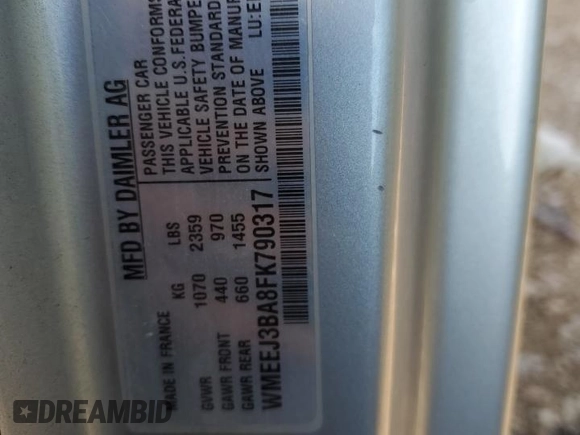 MFD BY DAIMLER AG
PASSENGER CAR
THIS VEHICLE CONFORMS
APPLICABLE U.S. FEDERA
VEHICLE SAFETY BUMPE
PREVENTION STANDARD
ON THE DATE OF MANUF
SHOWN ABOVE LU:E
MADE IN FRANCE KG LBS
GVWR 1070 2359
GAWR FRONT 440 970
GAWR REAR 660 1455
WMEEJ3BA8FK790317
DREAMBID